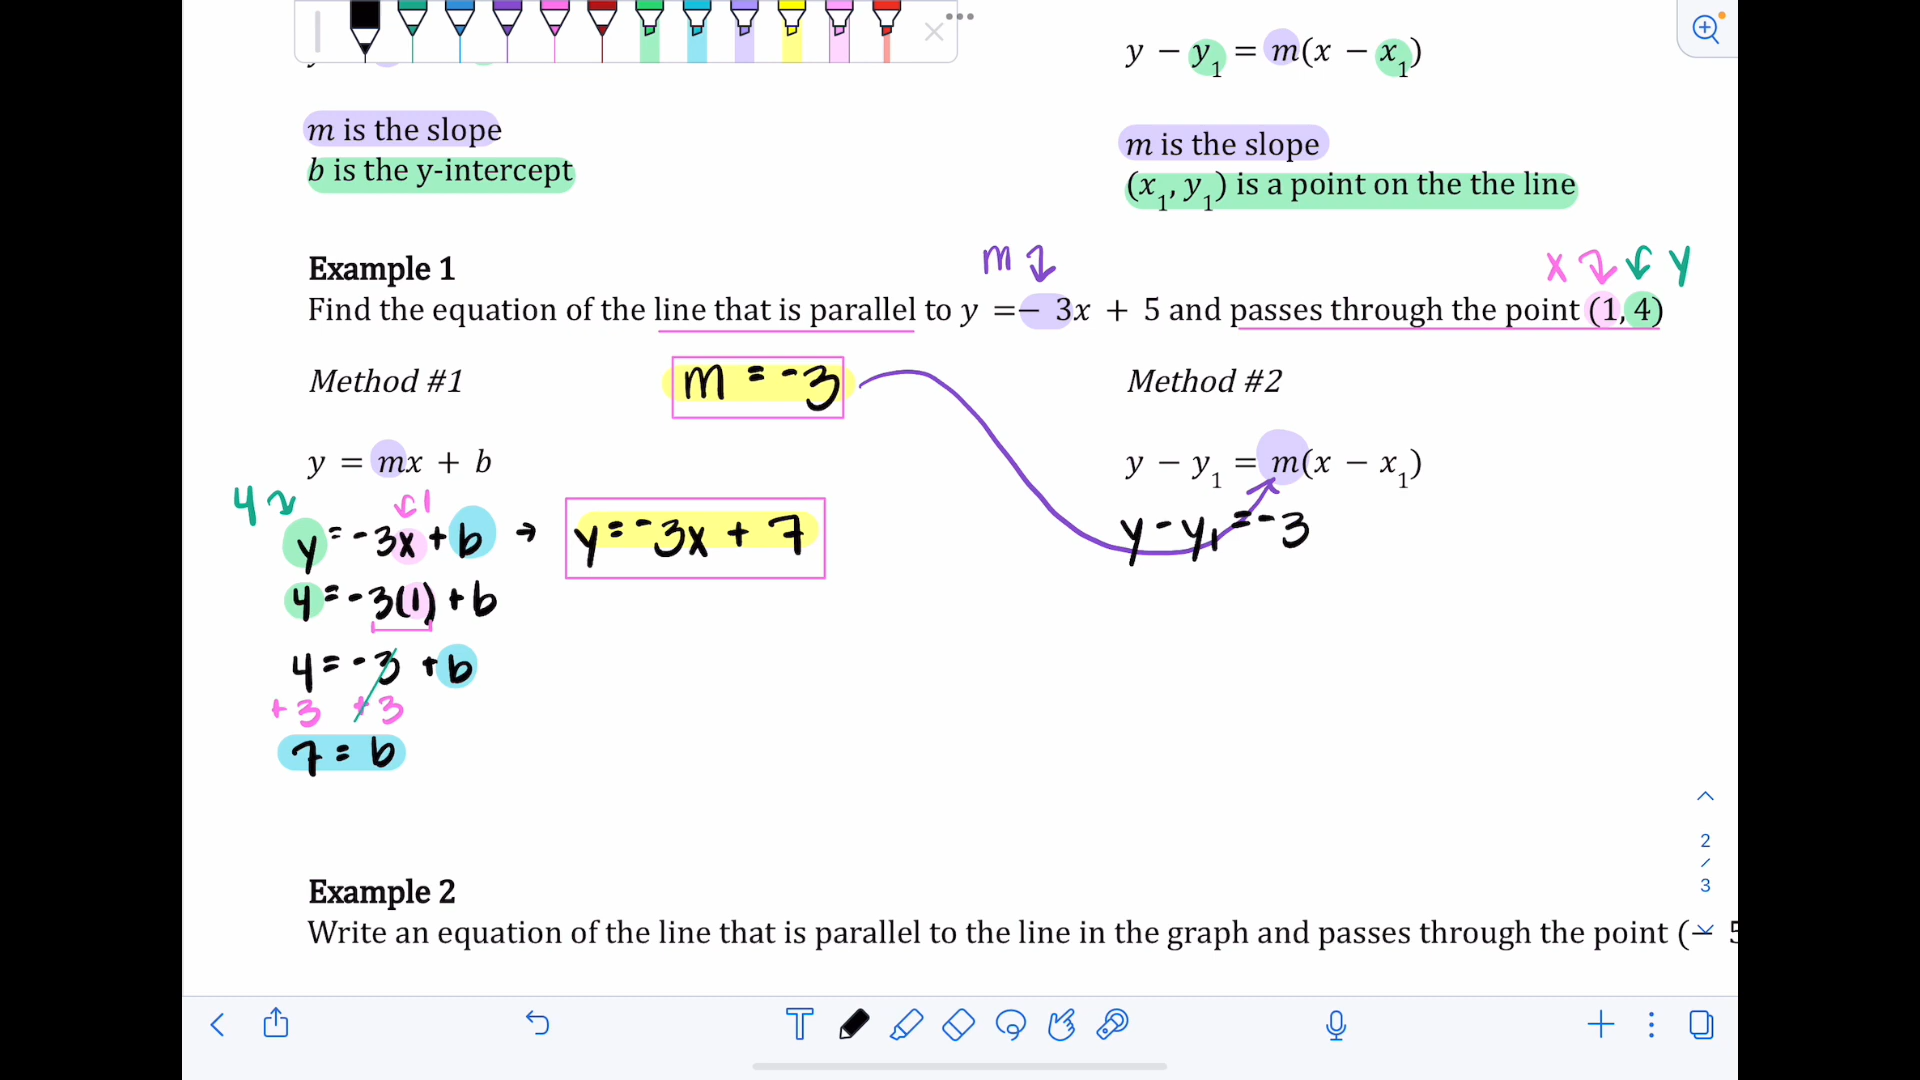 y − y₁ = m(x − x₁)
m is the slope
b is the y-intercept
m is the slope
(x₁, y₁) is a point on the the line
Example 1
m
x y
Find the equation of the line that is parallel to y =− 3x + 5 and passes through the point (1, 4)
Method #1
m = -3
y = mx + b
4 1
y = -3x + b → y = -3x + 7
4 = -3(1) + b
4 = -3 + b
+3 +3
7 = b
Method #2
y − y₁ = m(x − x₁)
y - y₁ = -3
2
/
3
Example 2
Write an equation of the line that is parallel to the line in the graph and passes through the point (− 5
T